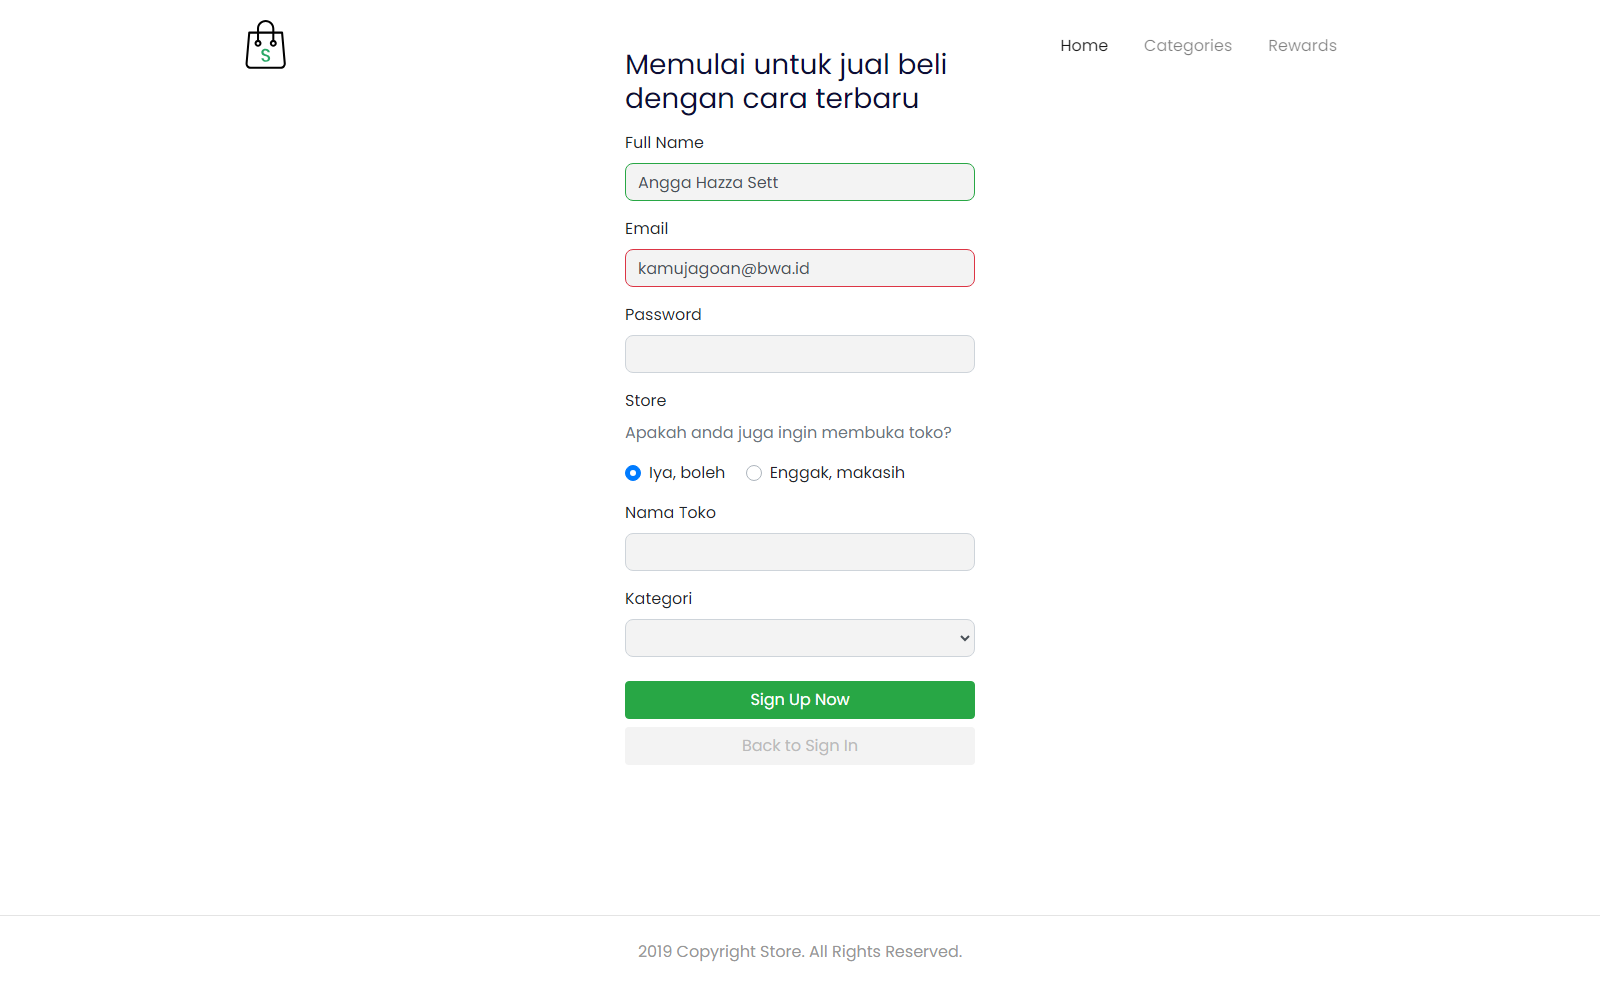 S
Home
Categories
Rewards
Memulai untuk jual beli
dengan cara terbaru
Full Name
Angga Hazza Sett
Email
kamujagoan@bwa.id
Password
Store
Apakah anda juga ingin membuka toko?
Iya, boleh
Enggak, makasih
Nama Toko
Kategori
Sign Up Now
Back to Sign In
2019 Copyright Store. All Rights Reserved.